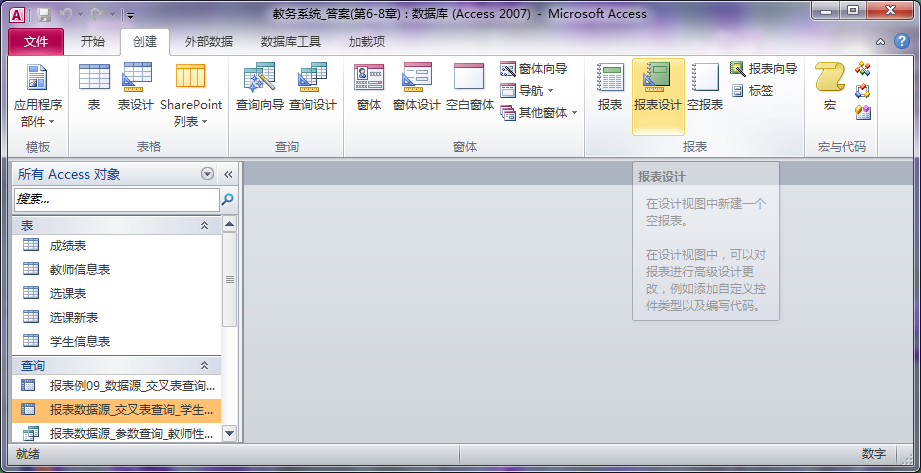 教务系统_答案(第6-8章) : 数据库 (Access 2007) - Microsoft Access
文件 开始 创建 外部数据 数据库工具 加载项
应用程序部件
表
表设计
SharePoint 列表
查询向导
查询设计
窗体
窗体设计
空白窗体
窗体向导
导航
其他窗体
报表
报表设计
空报表
报表向导
标签
宏
模板 表格 查询 窗体 报表 宏与代码
所有 Access 对象
搜索...
表
成绩表
教师信息表
选课表
选课新表
学生信息表
查询
报表例09_数据源_交叉表查询...
报表数据源_交叉表查询_学生...
报表数据源_参数查询_教师性...
报表设计
在设计视图中新建一个
空报表。
在设计视图中，可以对
报表进行高级设计更
改，例如添加自定义控
件类型以及编写代码。
就绪 数字